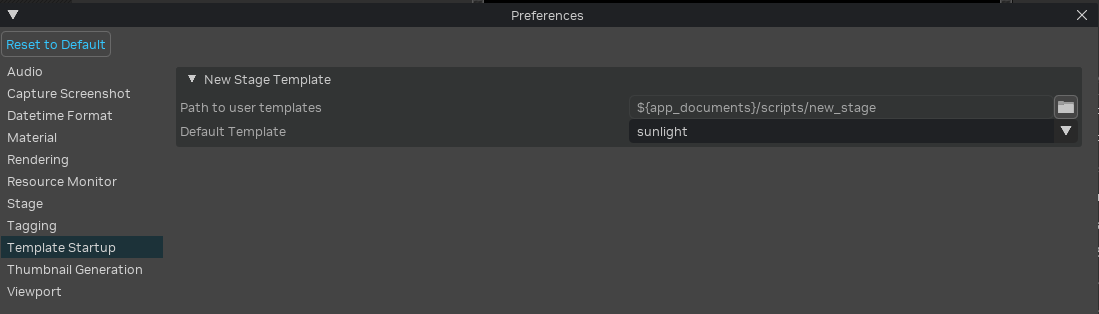 Preferences
Reset to Default
Audio
Capture Screenshot
Datetime Format
Material
Rendering
Resource Monitor
Stage
Tagging
Template Startup
Thumbnail Generation
Viewport
New Stage Template
Path to user templates ${app_documents}/scripts/new_stage
Default Template sunlight